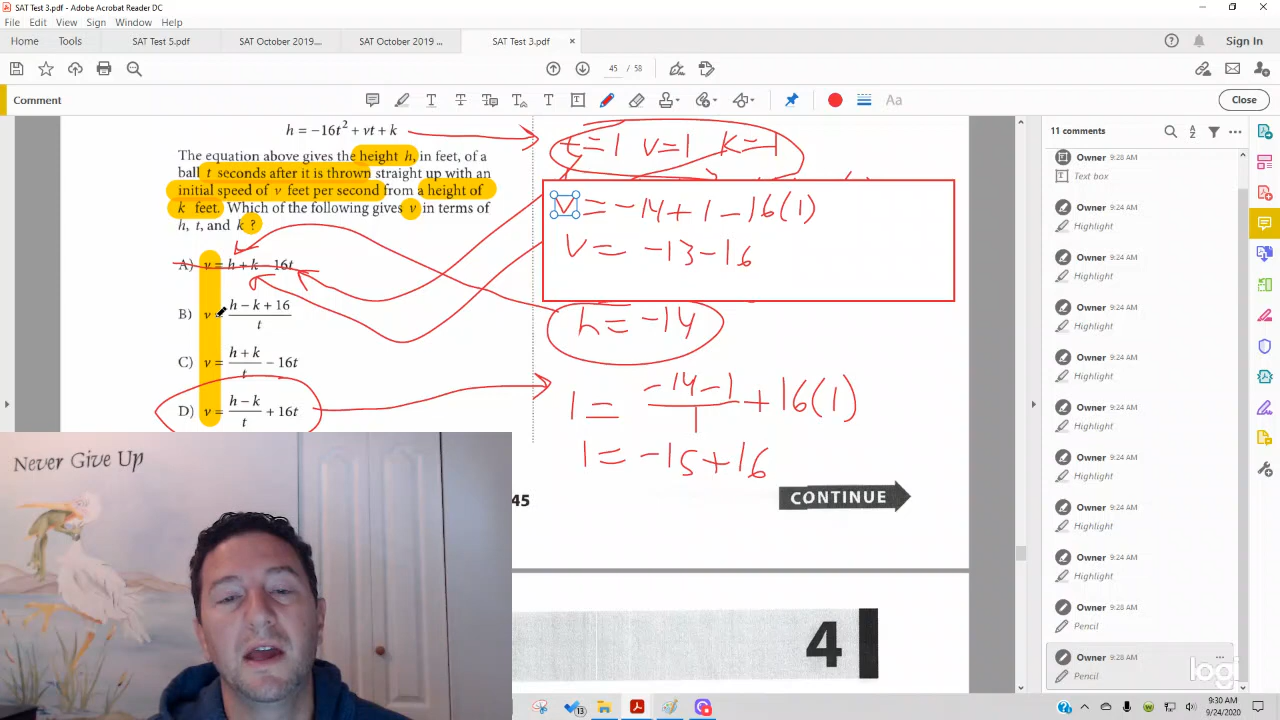 SAT Test 3.pdf - Adobe Acrobat Reader DC
File Edit View Sign Window Help
Home Tools SAT Test 5.pdf SAT October 2019.... SAT October 2019 ... SAT Test 3.pdf × Sign In
45 / 58
Comment Aa Close
11 comments
h = −16t² + vt + k
The equation above gives the height h, in feet, of a
ball t seconds after it is thrown straight up with an
initial speed of v feet per second from a height of
k feet. Which of the following gives v in terms of
h, t, and k ?
A) v = h + k − 16t
B) v = h − k + 16 / t
C) v = h + k / t − 16t
D) v = h − k / t + 16t
t=1 v=1 k=1
V = -14+1-16(1)
V = -13-16
h = -14
1 = -14-1 / 1 + 16(1)
1 = -15+16
45
CONTINUE
4
Owner 9:28 AM
Text box
Owner 9:28 AM
Owner 9:24 AM
Highlight
Owner 9:24 AM
Highlight
Owner 9:24 AM
Highlight
Owner 9:24 AM
Highlight
Owner 9:24 AM
Highlight
Owner 9:24 AM
Highlight
Owner 9:24 AM
Highlight
Owner 9:28 AM
Pencil
Owner 9:28 AM
Pencil
Never Give Up
logi
13
9:30 AM
9/24/2020